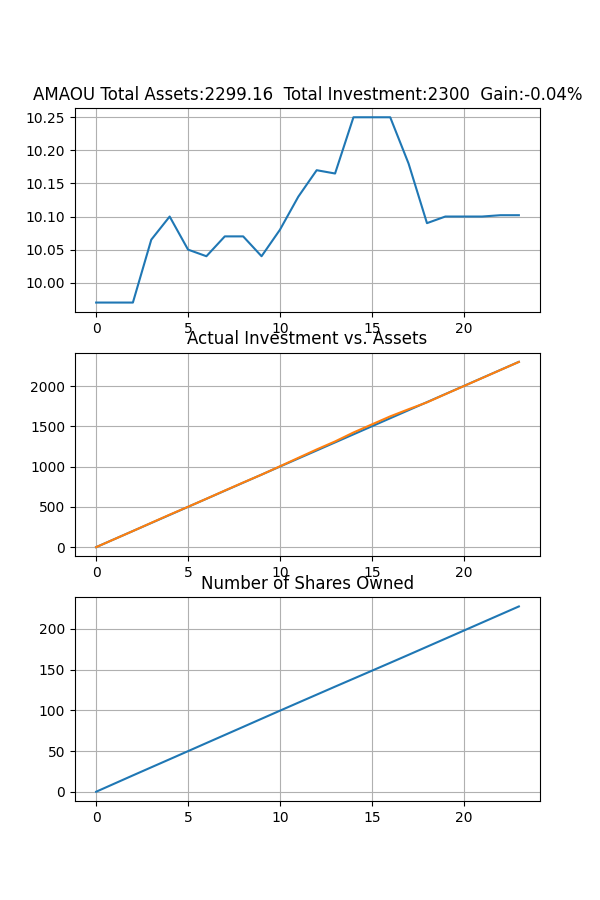 AMAOU Total Assets:2299.16  Total Investment:2300  Gain:-0.04%
10.25
10.20
10.15
10.10
10.05
10.00
0 5 10 15 20
Actual Investment vs. Assets
2000
1500
1000
500
0
0 5 10 15 20
Number of Shares Owned
200
150
100
50
0
0 5 10 15 20